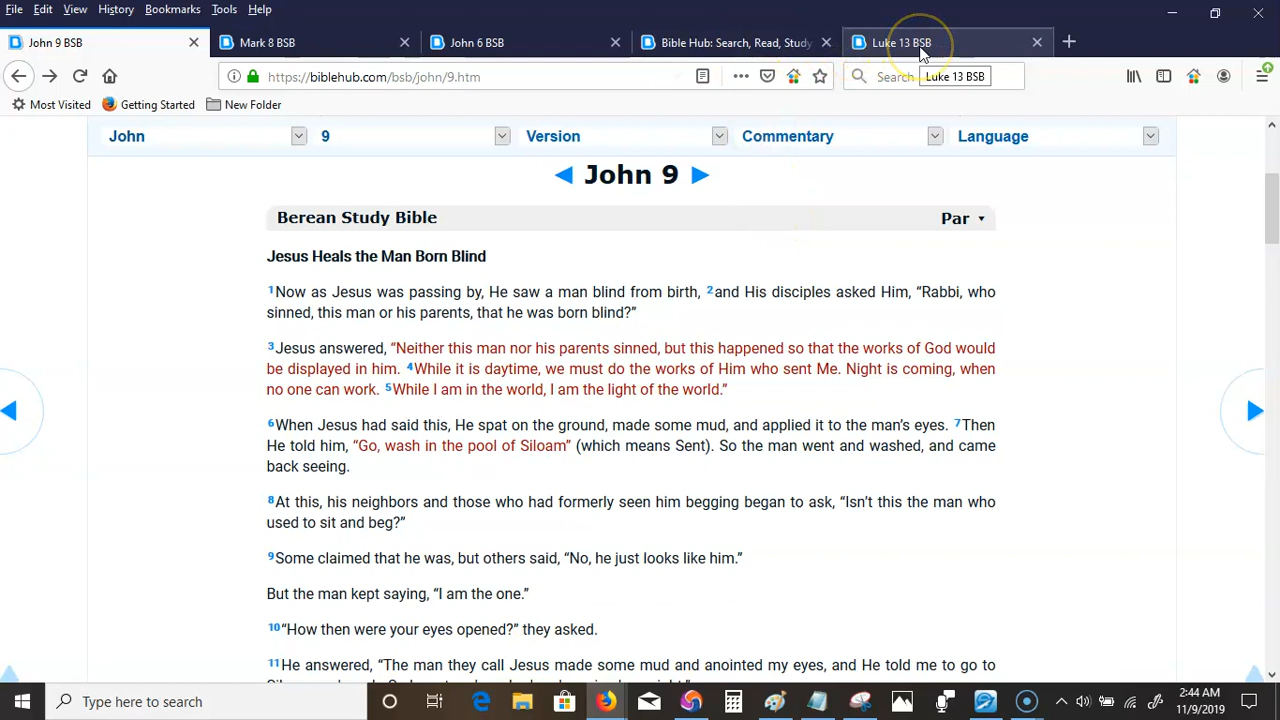 File Edit View History Bookmarks Tools Help
John 9 BSB Mark 8 BSB John 6 BSB Bible Hub: Search, Read, Study Luke 13 BSB
https://biblehub.com/bsb/john/9.htm Search Luke 13 BSB
Most Visited Getting Started New Folder
John 9 Version Commentary Language
John 9
Berean Study Bible Par
Jesus Heals the Man Born Blind
1Now as Jesus was passing by, He saw a man blind from birth, 2and His disciples asked Him, “Rabbi, who
sinned, this man or his parents, that he was born blind?”
3Jesus answered, “Neither this man nor his parents sinned, but this happened so that the works of God would
be displayed in him. 4While it is daytime, we must do the works of Him who sent Me. Night is coming, when
no one can work. 5While I am in the world, I am the light of the world.”
6When Jesus had said this, He spat on the ground, made some mud, and applied it to the man’s eyes. 7Then
He told him, “Go, wash in the pool of Siloam” (which means Sent). So the man went and washed, and came
back seeing.
8At this, his neighbors and those who had formerly seen him begging began to ask, “Isn’t this the man who
used to sit and beg?”
9Some claimed that he was, but others said, “No, he just looks like him.”
But the man kept saying, “I am the one.”
10“How then were your eyes opened?” they asked.
11He answered, “The man they call Jesus made some mud and anointed my eyes, and He told me to go to
Type here to search
2:44 AM
11/9/2019